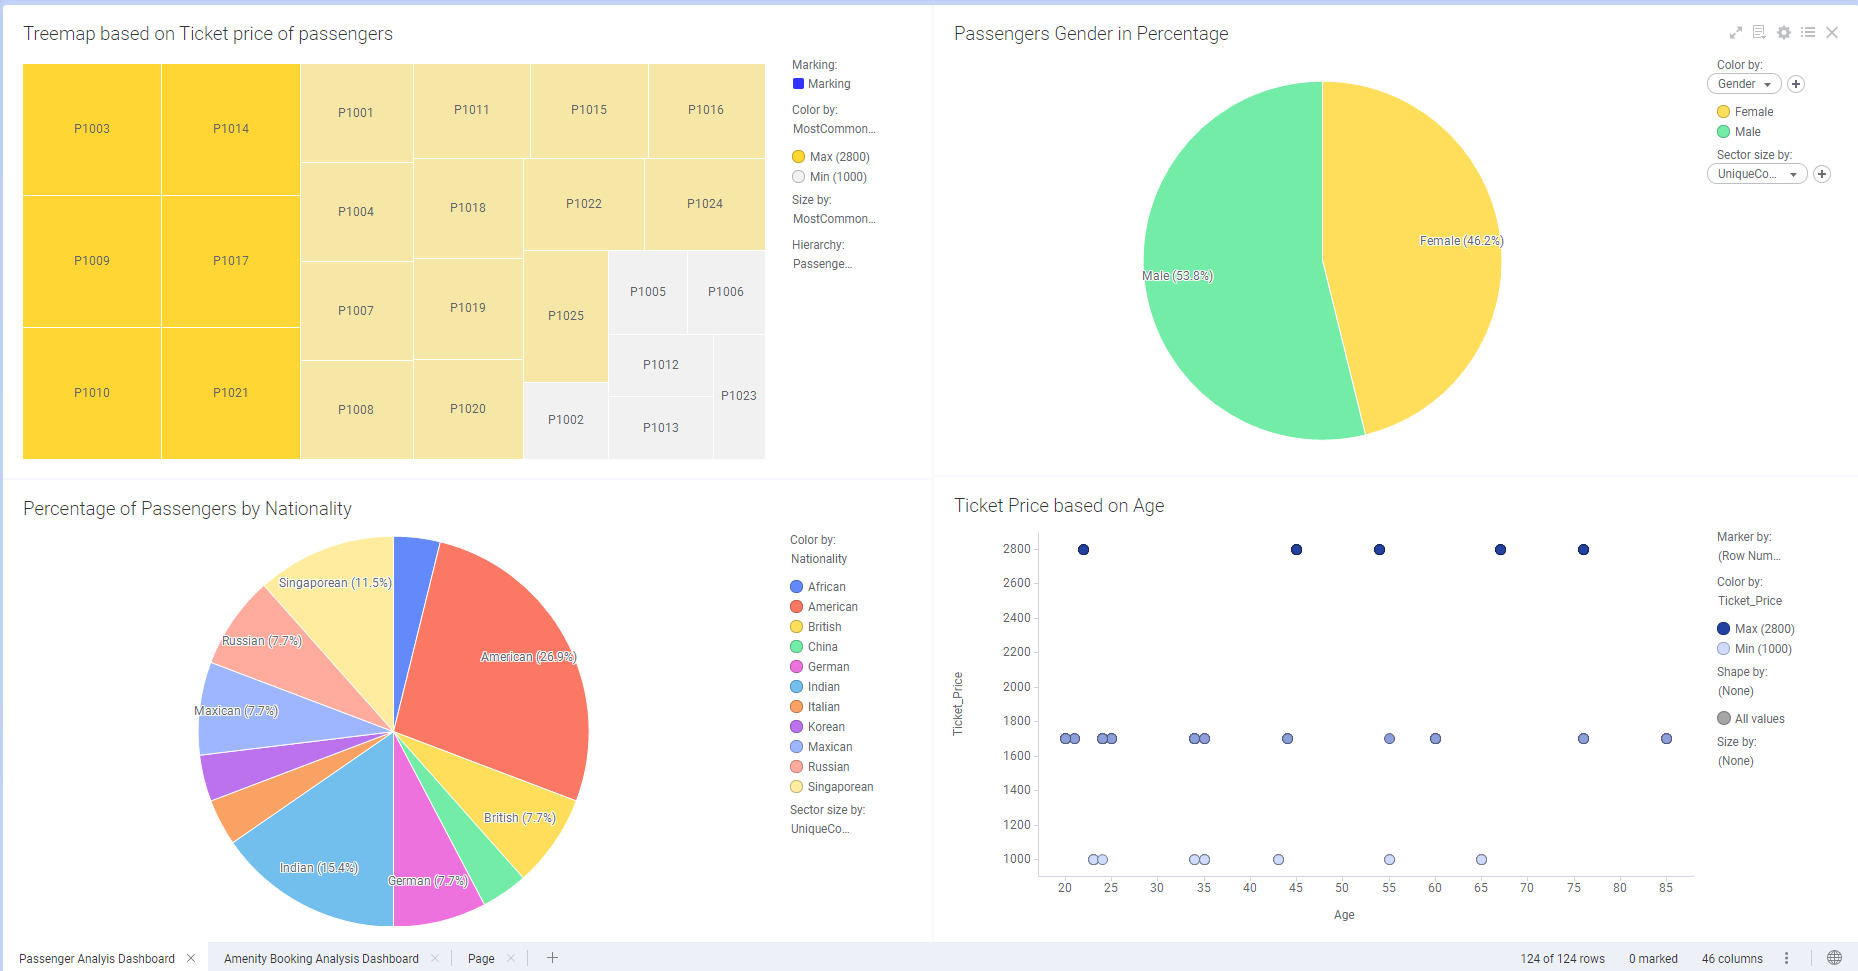 Treemap based on Ticket price of passengers
P1003
P1014
P1009
P1017
P1010
P1021
P1001
P1004
P1007
P1008
P1011
P1015
P1016
P1018
P1019
P1020
P1022
P1024
P1025
P1002
P1005
P1006
P1012
P1013
P1023
Marking:
Marking
Color by:
MostCommon...
Max (2800)
Min (1000)
Size by:
MostCommon...
Hierarchy:
Passenge...
Passengers Gender in Percentage
Female (46.2%)
Male (53.8%)
Color by:
Gender
Female
Male
Sector size by:
UniqueCo...
Percentage of Passengers by Nationality
Singaporean (11.5%)
Russian (7.7%)
American (26.9%)
Maxican (7.7%)
British (7.7%)
Indian (15.4%)
German (7.7%)
Color by:
Nationality
African
American
British
China
German
Indian
Italian
Korean
Maxican
Russian
Singaporean
Sector size by:
UniqueCo...
Ticket Price based on Age
Ticket_Price
2800
2600
2400
2200
2000
1800
1600
1400
1200
1000
20 25 30 35 40 45 50 55 60 65 70 75 80 85
Age
Marker by:
(Row Num...
Color by:
Ticket_Price
Max (2800)
Min (1000)
Shape by:
(None)
All values
Size by:
(None)
Passenger Analyis Dashboard
Amenity Booking Analysis Dashboard
Page
124 of 124 rows
0 marked
46 columns